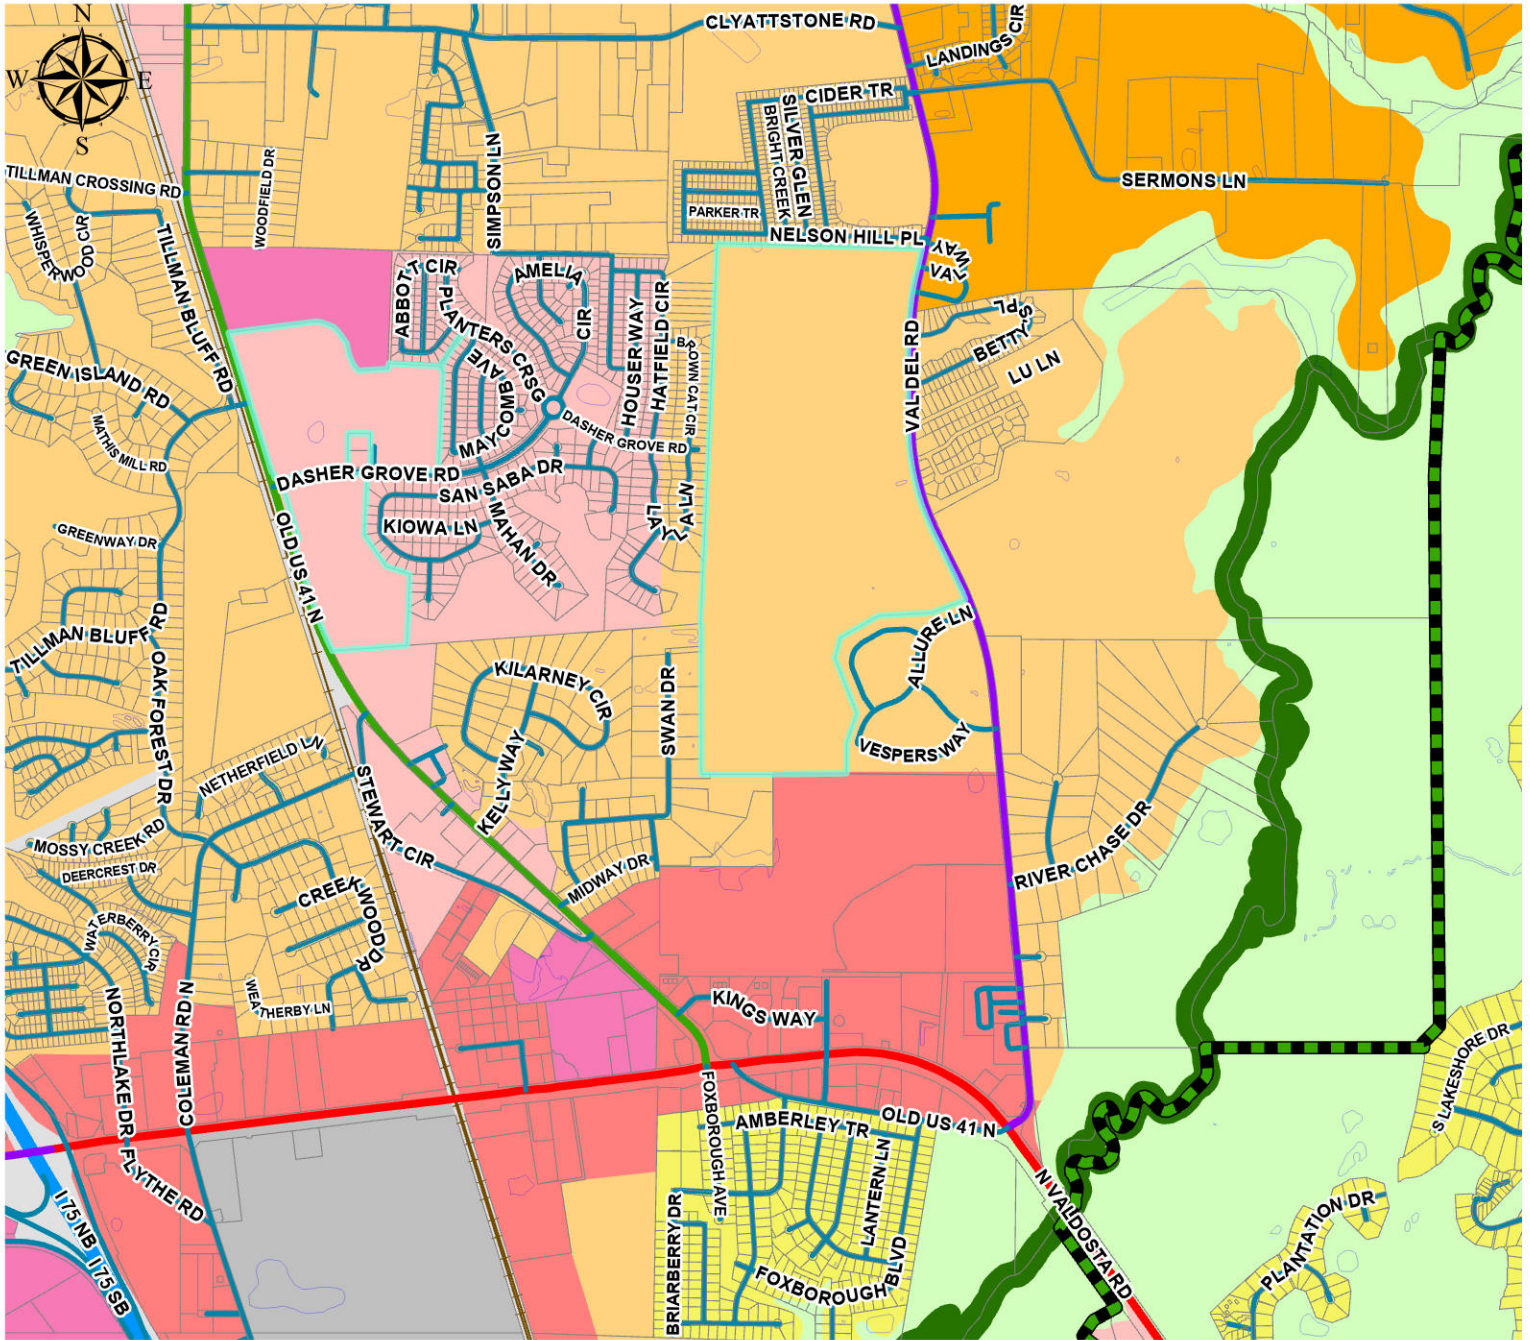 N
CLYATTSTONE RD
LANDINGS CIR
W
E
CIDER TR
SILVER GLEN
BRIGHT CREEK
S
SIMPSON LN
WOODFIELD DR
TILLMAN CROSSING RD
SERMONS LN
PARKER TR
NELSON HILL PL
WHISPERWOOD CIR
TILLMAN BLUFF RD
VAL WAY
ABBOTT CIR
AMELIA CIR
PLANTERS CRSG
HOUSER WAY
HATFIELD CIR
BROWN CAT CIR
BETTY'S PL
VAL DEL RD
LU LN
GREEN ISLAND RD
MAYCOMB AVE
MATHIS MILL RD
DASHER GROVE RD
DASHER GROVE RD
SAN SABA DR
KIOWA LN
MAHAN DR
LAYLA LN
GREENWAY DR
OLD US 41 N
TILLMAN BLUFF RD
ALLURE LN
OAK FOREST DR
KILARNEY CIR
SWAN DR
VESPERS WAY
NETHERFIELD LN
KELLY WAY
STEWART CIR
MOSSY CREEK RD
DEERCREST DR
RIVER CHASE DR
MIDWAY DR
CREEKWOOD DR
WATERBERRY CIR
WEATHERBY LN
NORTHLAKE DR
COLEMAN RD N
KINGS WAY
S LAKESHORE DR
FOXBOROUGH AVE
AMBERLEY TR
OLD US 41 N
LANTERN LN
FLYTHE RD
I 75 NB
I 75 SB
BRIARBERRY DR
FOXBOROUGH BLVD
N VALDOSTA RD
PLANTATION DR